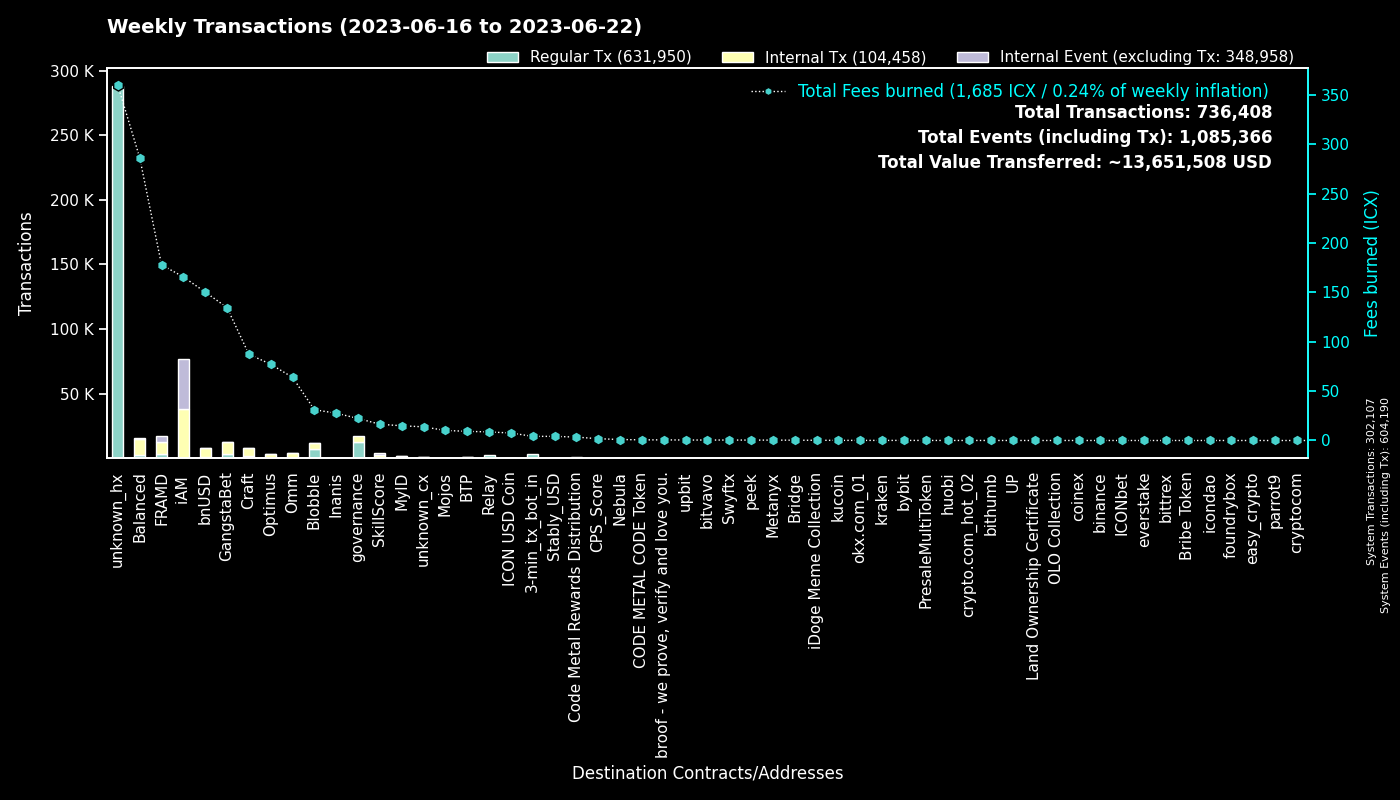 Weekly Transactions (2023-06-16 to 2023-06-22)
Regular Tx (631,950)
Internal Tx (104,458)
Internal Event (excluding Tx: 348,958)
Total Fees burned (1,685 ICX / 0.24% of weekly inflation)
Total Transactions: 736,408
Total Events (including Tx): 1,085,366
Total Value Transferred: ~13,651,508 USD
Transactions
300 K
250 K
200 K
150 K
100 K
50 K
350
300
250
200
150
100
50
0
Fees burned (ICX)
System Transactions: 302,107
System Events (including Tx): 604,190
unknown_hx
Balanced
FRAMD
iAM
bnUSD
GangstaBet
Craft
Optimus
Omm
Blobble
Inanis
governance
SkillScore
MyID
unknown_cx
Mojos
BTP
Relay
ICON USD Coin
3-min_tx_bot_in
Stably_USD
Code Metal Rewards Distribution
CPS_Score
Nebula
CODE METAL CODE Token
broof - we prove, verify and love you.
upbit
bitvavo
Swyftx
peek
Metanyx
Bridge
iDoge Meme Collection
kucoin
okx.com_01
kraken
bybit
PresaleMultiToken
huobi
crypto.com_hot_02
bithumb
UP
Land Ownership Certificate
OLO Collection
coinex
binance
ICONbet
everstake
bittrex
Bribe Token
icondao
foundrybox
easy_crypto
parrot9
cryptocom
Destination Contracts/Addresses